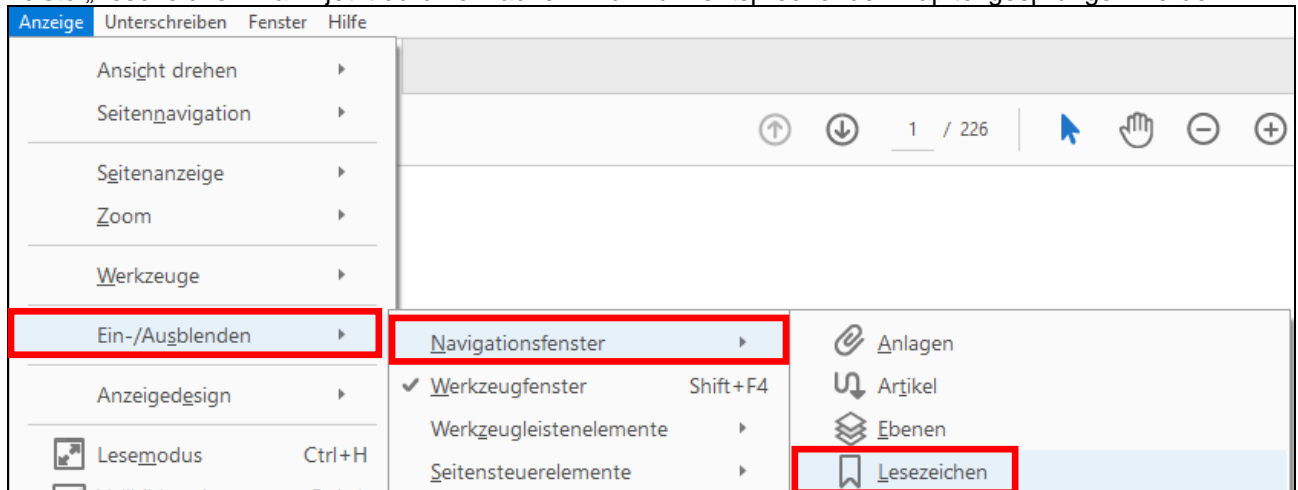 Anzeige Unterschreiben Fenster Hilfe
Ansicht drehen
Seitennavigation
1 / 226
Seitenanzeige
Zoom
Werkzeuge
Ein-/Ausblenden
Navigationsfenster
Anlagen
Werkzeugfenster Shift+F4
Artikel
Anzeigedesign
Werkzeugleistenelemente
Ebenen
Lesemodus Ctrl+H
Seitensteuerelemente
Lesezeichen